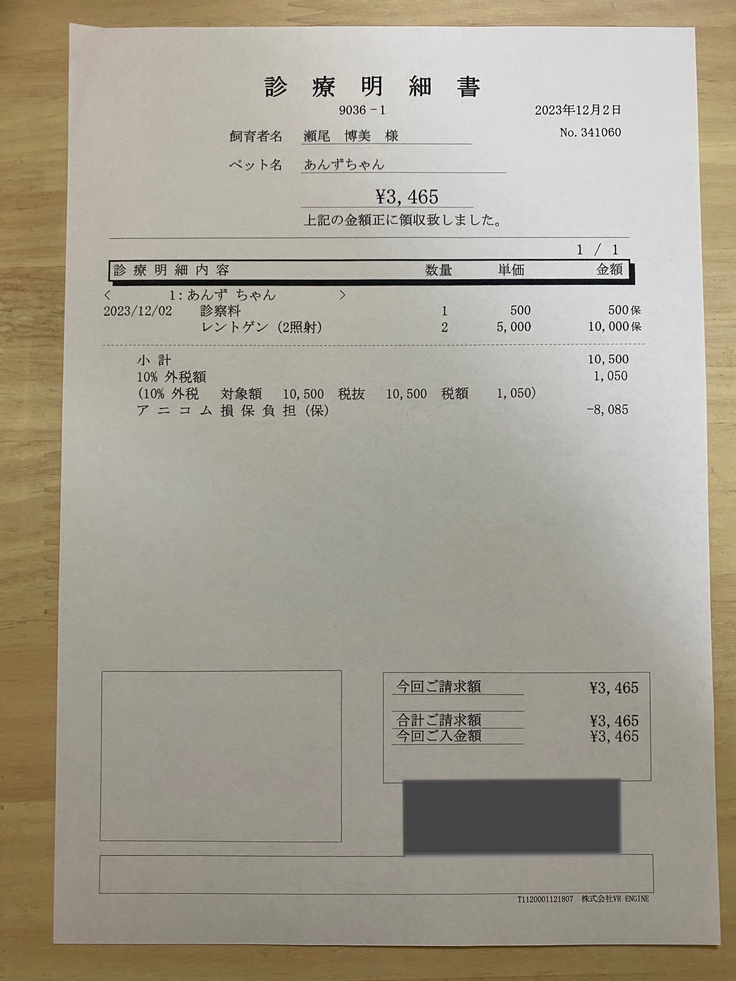 診療明細書
9036-1 2023年12月2日
飼育者名 瀬尾 博美 様 No.341060
ペット名 あんずちゃん
¥3,465
上記の金額正に領収致しました。
1 / 1
診療明細内容 数量 単価 金額
< 1:あんず ちゃん >
2023/12/02 診察料 1 500 500保
レントゲン(2照射) 2 5,000 10,000保
小計 10,500
10% 外税額 1,050
(10% 外税 対象額 10,500 税抜 10,500 税額 1,050)
アニコム損保負担(保) -8,085
今回ご請求額 ¥3,465
合計ご請求額 ¥3,465
今回ご入金額 ¥3,465
T1120001121807 株式会社VR ENGINE